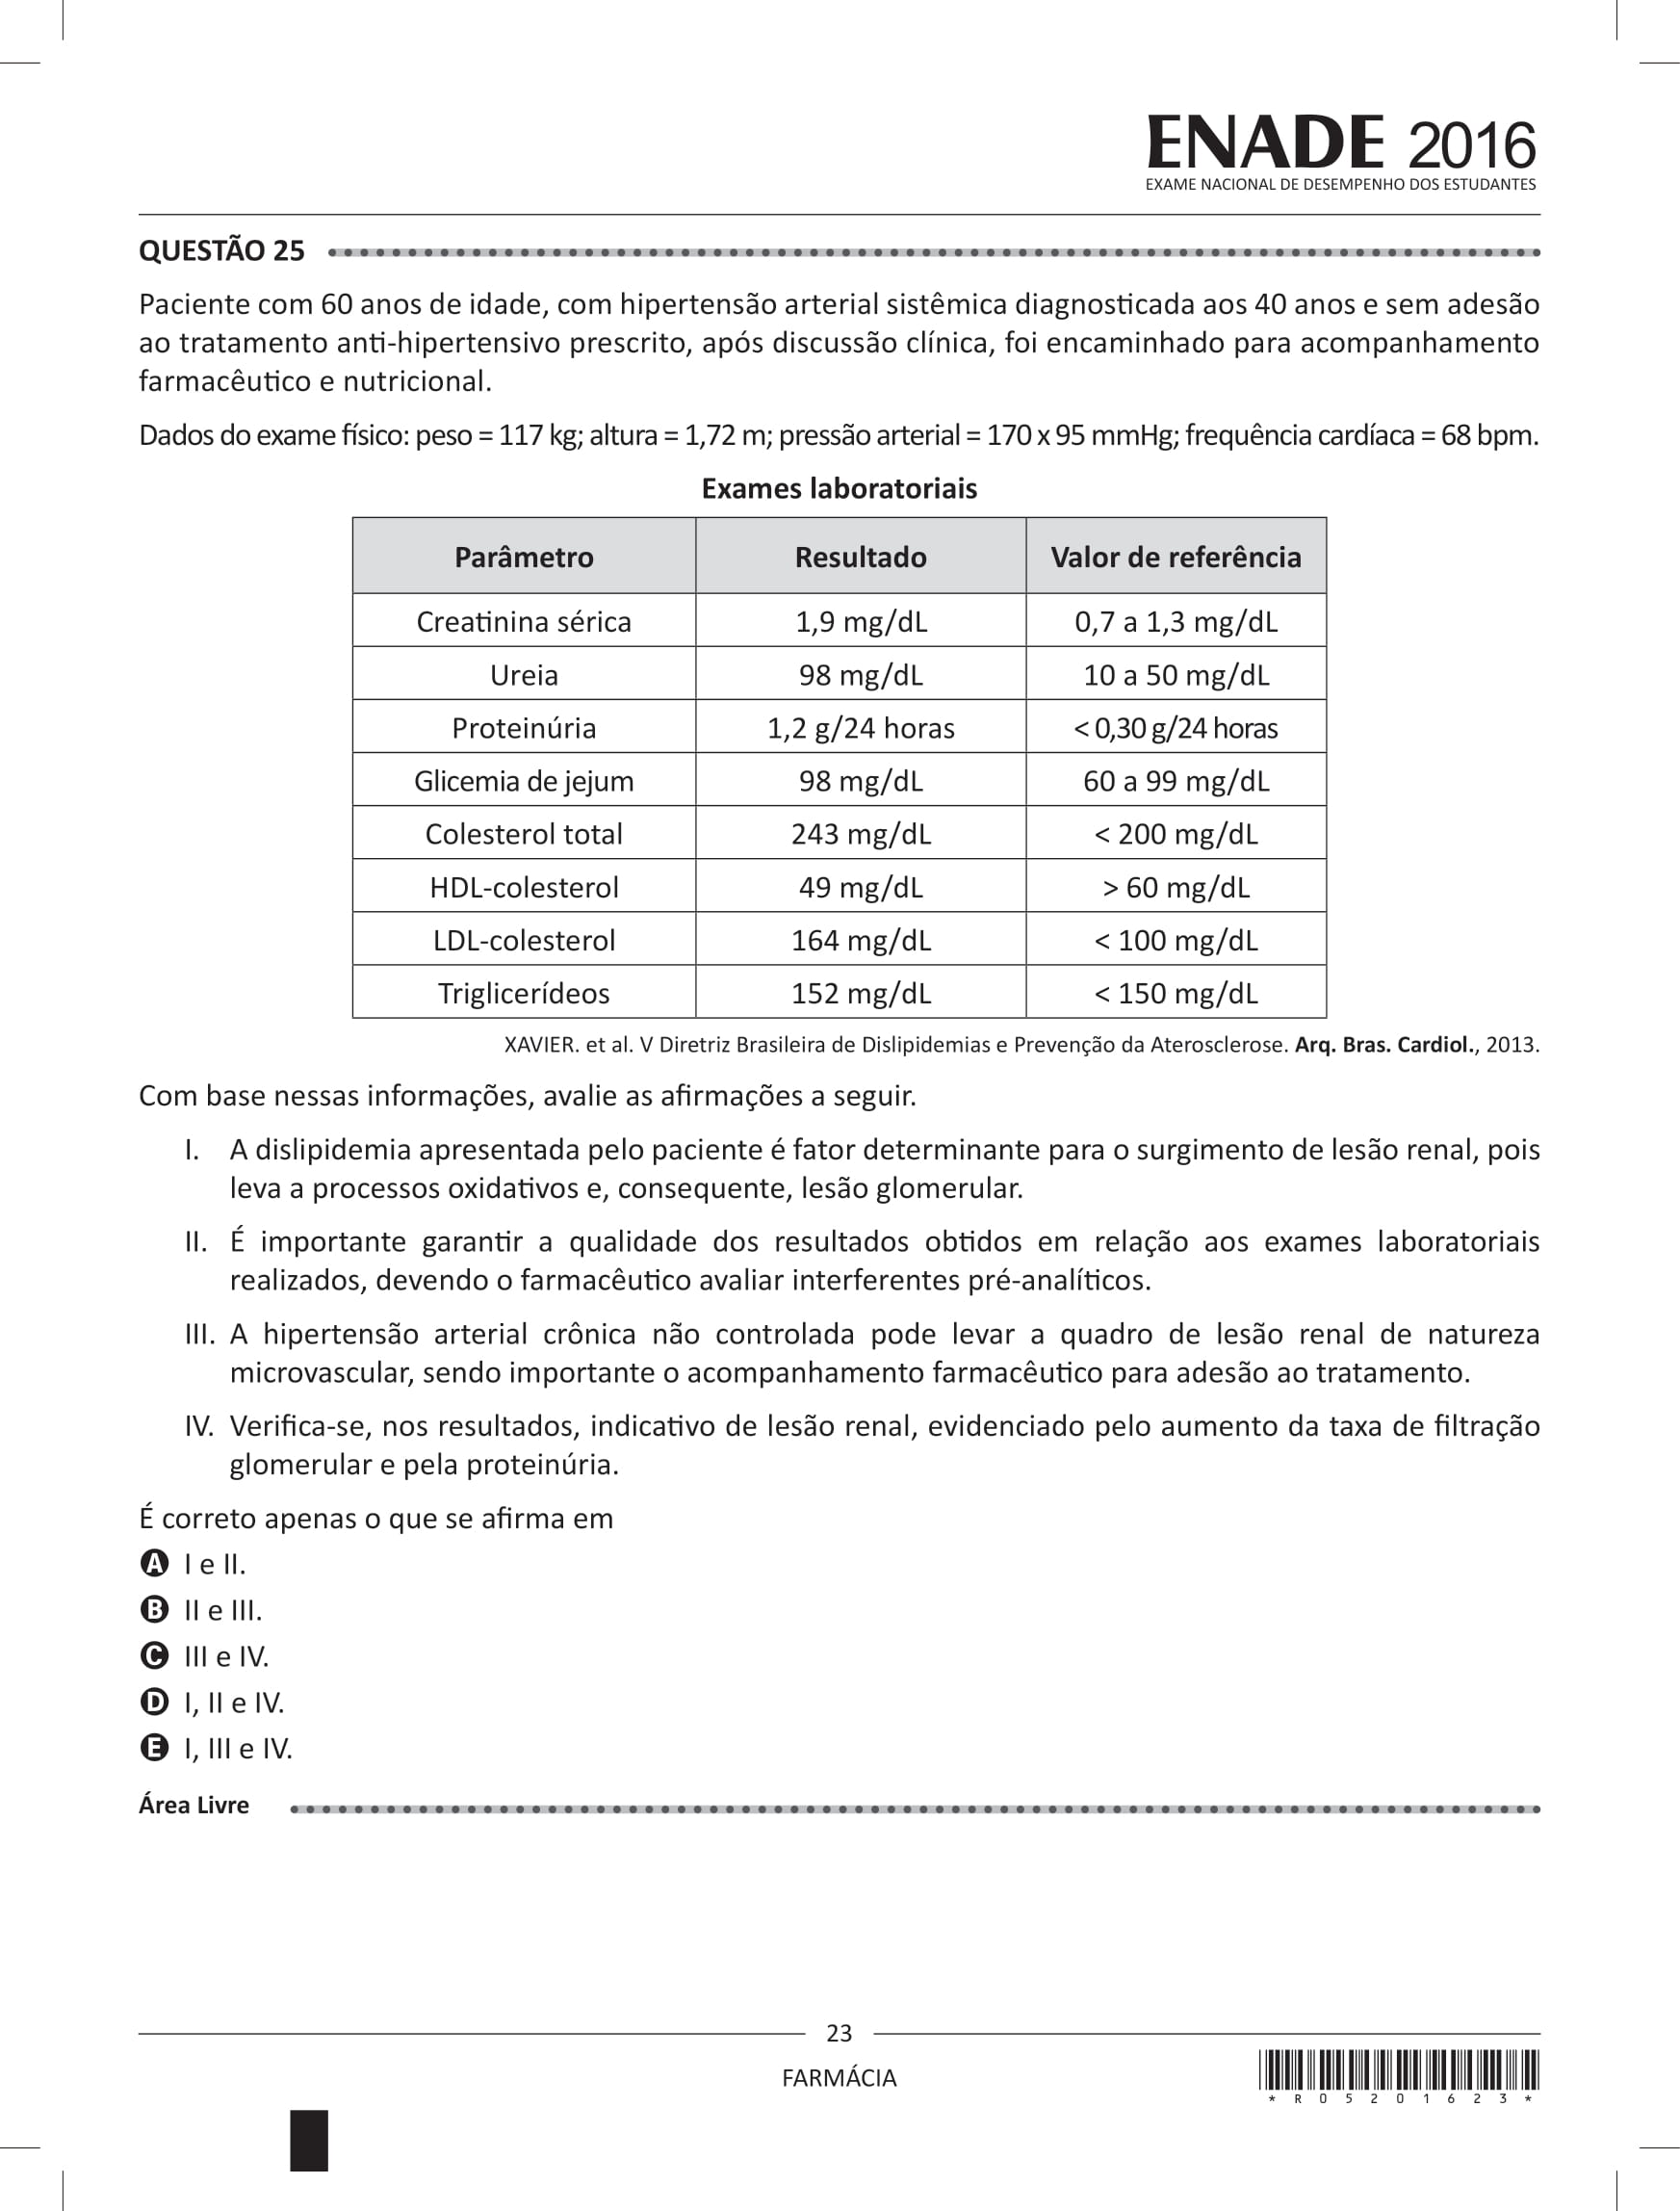 ENADE 2016
EXAME NACIONAL DE DESEMPENHO DOS ESTUDANTES
QUESTÃO 25
Paciente com 60 anos de idade, com hipertensão arterial sistêmica diagnosticada aos 40 anos e sem adesão
ao tratamento anti-hipertensivo prescrito, após discussão clínica, foi encaminhado para acompanhamento
farmacêutico e nutricional.
Dados do exame físico: peso = 117 kg; altura = 1,72 m; pressão arterial = 170 x 95 mmHg; frequência cardíaca = 68 bpm.
Exames laboratoriais
Parâmetro Resultado Valor de referência
Creatinina sérica 1,9 mg/dL 0,7 a 1,3 mg/dL
Ureia 98 mg/dL 10 a 50 mg/dL
Proteinúria 1,2 g/24 horas < 0,30 g/24 horas
Glicemia de jejum 98 mg/dL 60 a 99 mg/dL
Colesterol total 243 mg/dL < 200 mg/dL
HDL-colesterol 49 mg/dL > 60 mg/dL
LDL-colesterol 164 mg/dL < 100 mg/dL
Triglicerídeos 152 mg/dL < 150 mg/dL
XAVIER. et al. V Diretriz Brasileira de Dislipidemias e Prevenção da Aterosclerose. Arq. Bras. Cardiol., 2013.
Com base nessas informações, avalie as afirmações a seguir.
I. A dislipidemia apresentada pelo paciente é fator determinante para o surgimento de lesão renal, pois
leva a processos oxidativos e, consequente, lesão glomerular.
II. É importante garantir a qualidade dos resultados obtidos em relação aos exames laboratoriais
realizados, devendo o farmacêutico avaliar interferentes pré-analíticos.
III. A hipertensão arterial crônica não controlada pode levar a quadro de lesão renal de natureza
microvascular, sendo importante o acompanhamento farmacêutico para adesão ao tratamento.
IV. Verifica-se, nos resultados, indicativo de lesão renal, evidenciado pelo aumento da taxa de filtração
glomerular e pela proteinúria.
É correto apenas o que se afirma em
A I e II.
B II e III.
C III e IV.
D I, II e IV.
E I, III e IV.
Área Livre
23
FARMÁCIA
* R 0 5 2 0 1 6 2 3 *